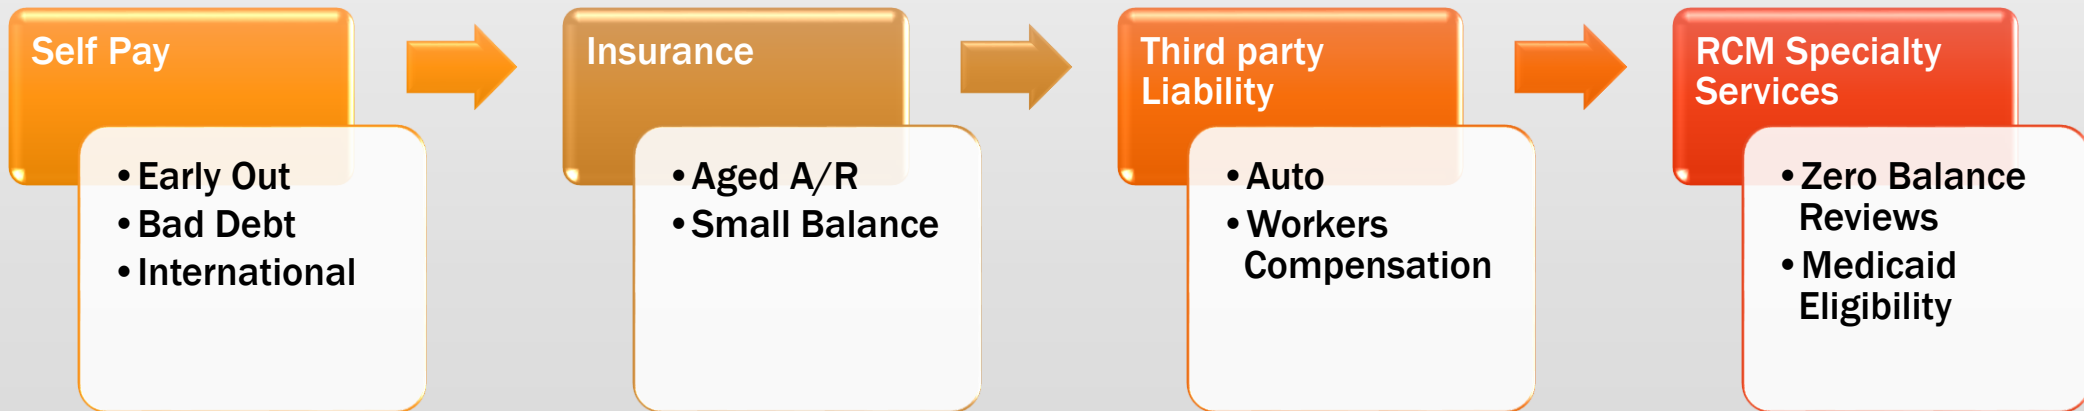 Self Pay
•Early Out
•Bad Debt
•International
Insurance
•Aged A/R
•Small Balance
Third party
Liability
•Auto
•Workers
Compensation
RCM Specialty
Services
•Zero Balance
Reviews
•Medicaid
Eligibility